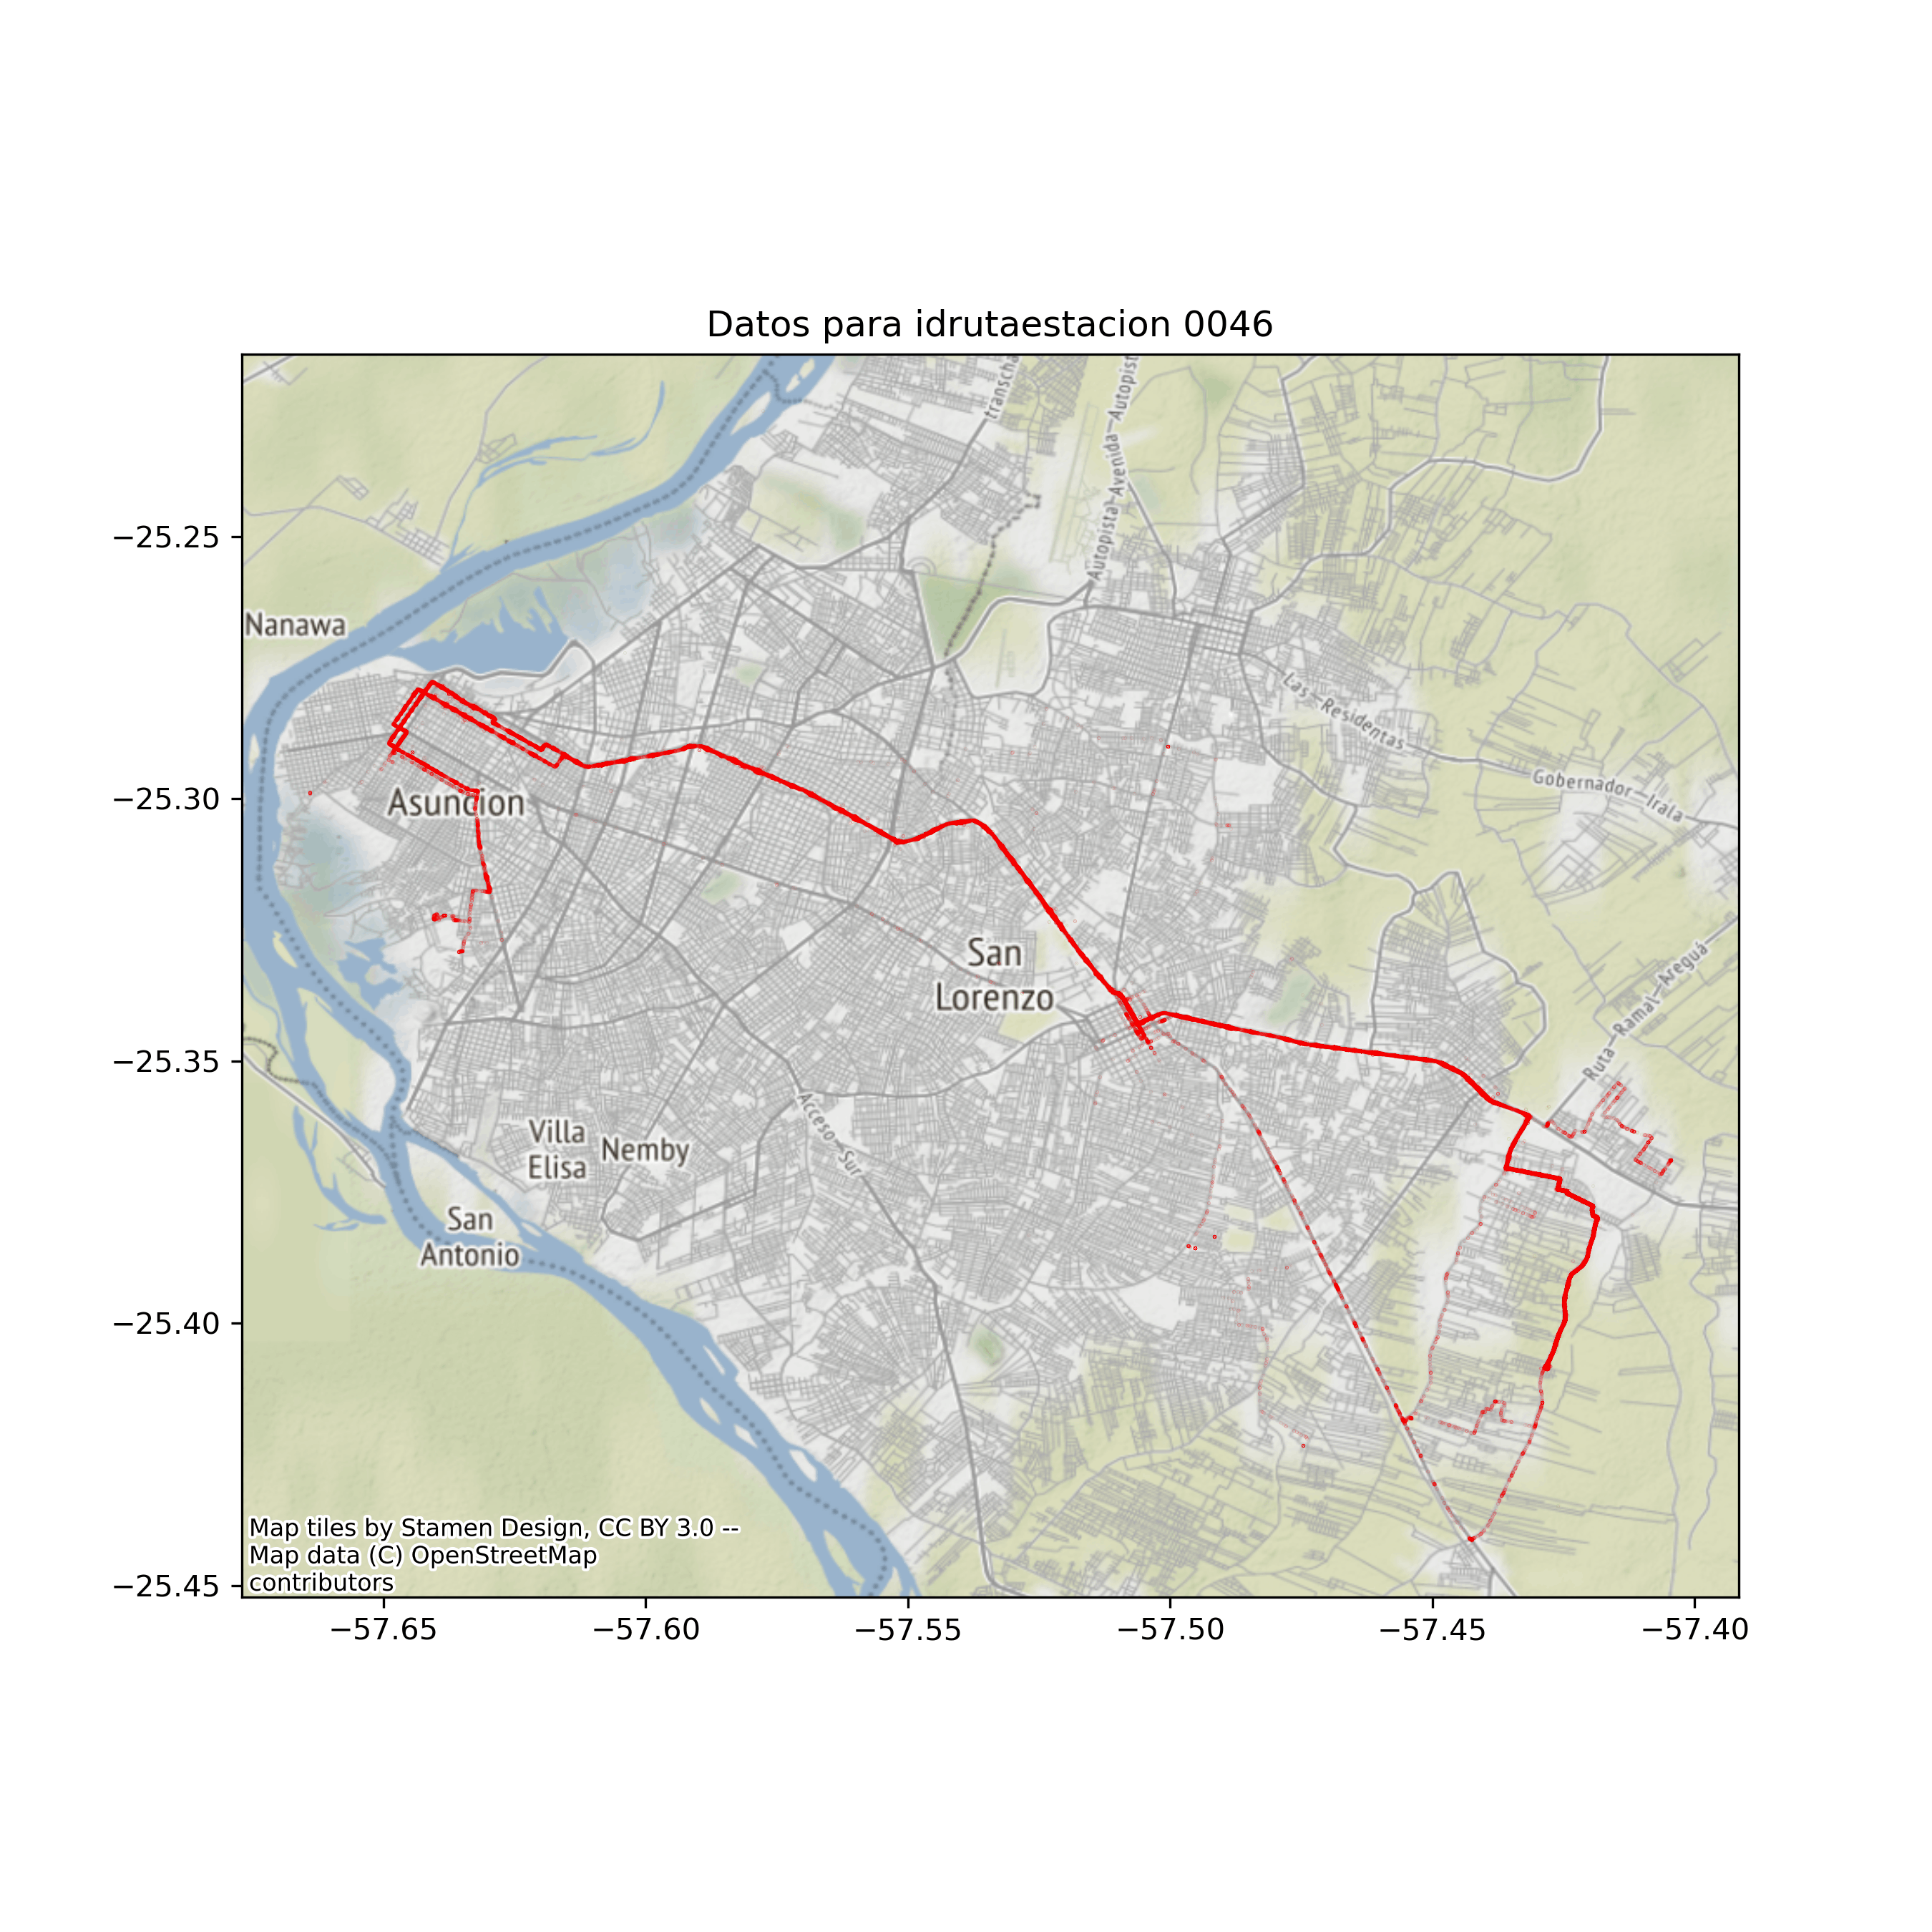 Datos para idrutaestacion 0046
transcha
Autopista Avenida Autopist
−25.25
Nanawa
Las Residentas
Gobernador Irala
−25.30
Asuncion
San
Lorenzo
Ruta Ramal Areguá
−25.35
Acceso Sur
Villa
Elisa
Nemby
San
Antonio
−25.40
Map tiles by Stamen Design, CC BY 3.0 --
Map data (C) OpenStreetMap
contributors
−25.45
−57.65
−57.60
−57.55
−57.50
−57.45
−57.40